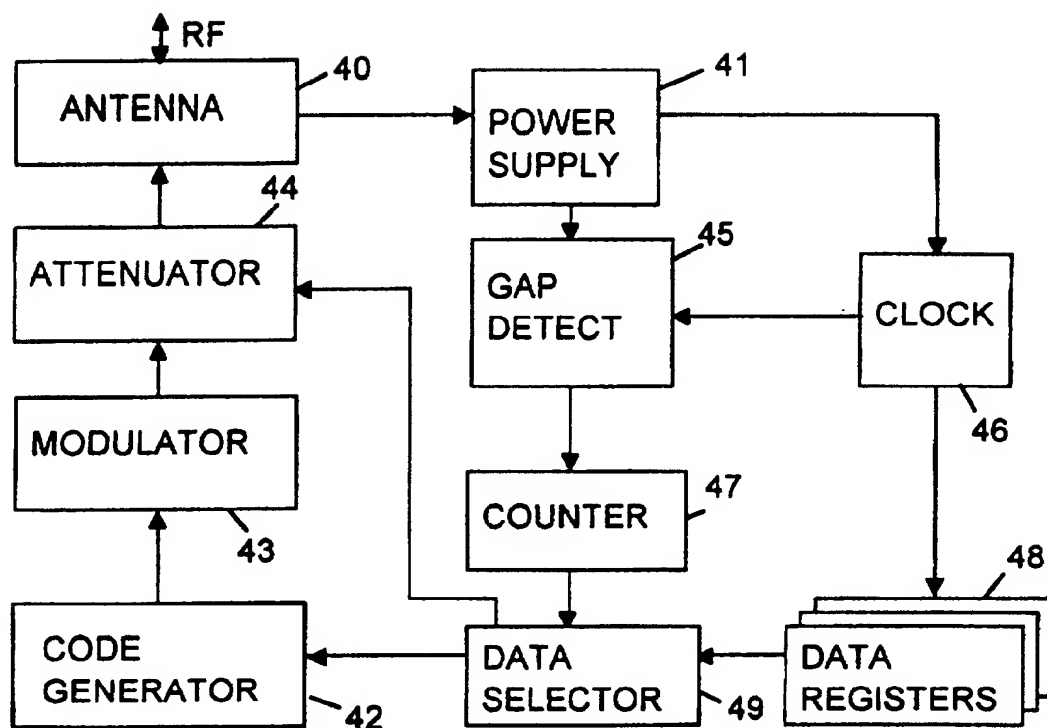 RF
40
ANTENNA
41
POWER
SUPPLY
44
ATTENUATOR
45
GAP
DETECT
CLOCK
46
MODULATOR
43
47
COUNTER
48
CODE
GENERATOR
42
DATA
SELECTOR
49
DATA
REGISTERS